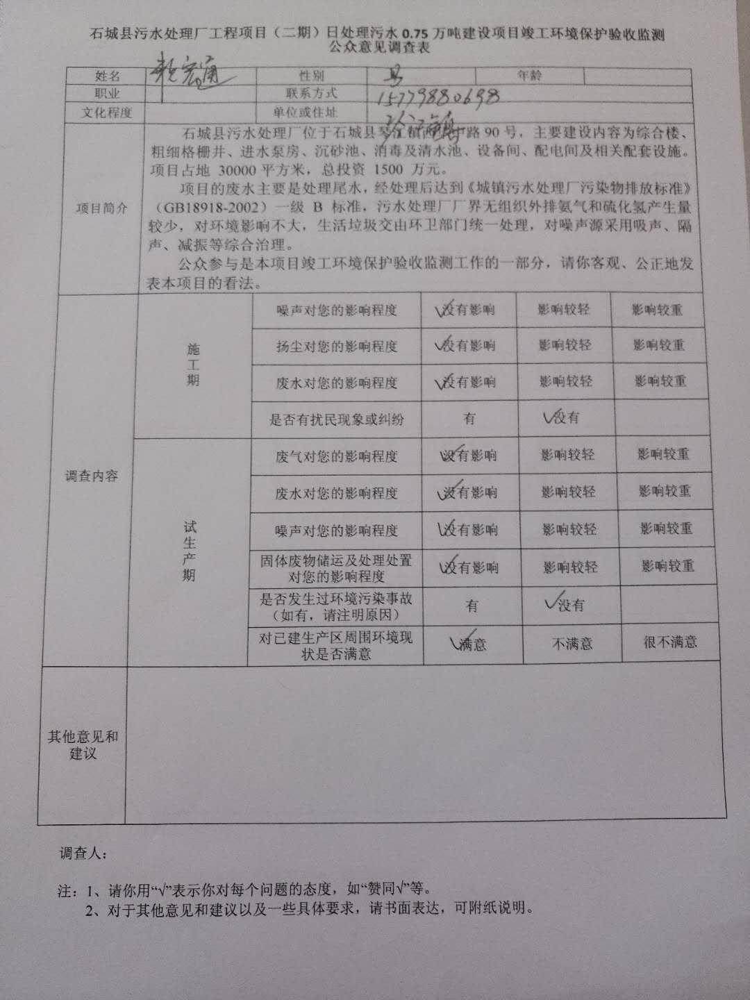 石城县污水处理厂工程项目（二期）日处理污水 0.75 万吨建设项目竣工环境保护验收监测
公众意见调查表
姓名 赖宏通 性别 男 年龄
职业 联系方式 15779880698
文化程度 单位或住址 琴江镇
项目简介
石城县污水处理厂位于石城县琴江镇西华中路 90 号，主要建设内容为综合楼、
粗细格栅井、进水泵房、沉砂池、消毒及清水池、设备间、配电间及相关配套设施。
项目占地 30000 平方米，总投资 1500 万元。
项目的废水主要是处理尾水，经处理后达到《城镇污水处理厂污染物排放标准》
（GB18918-2002）一级 B 标准，污水处理厂厂界无组织外排氨气和硫化氢产生量
较少，对环境影响不大，生活垃圾交由环卫部门统一处理，对噪声源采用吸声、隔
声、减振等综合治理。
公众参与是本项目竣工环境保护验收监测工作的一部分，请你客观、公正地发
表本项目的看法。
调查内容
施工期
噪声对您的影响程度 √没有影响 影响较轻 影响较重
扬尘对您的影响程度 √没有影响 影响较轻 影响较重
废水对您的影响程度 √没有影响 影响较轻 影响较重
是否有扰民现象或纠纷 有 √没有
试生产期
废气对您的影响程度 √没有影响 影响较轻 影响较重
废水对您的影响程度 √没有影响 影响较轻 影响较重
噪声对您的影响程度 √没有影响 影响较轻 影响较重
固体废物储运及处理处置
对您的影响程度 √没有影响 影响较轻 影响较重
是否发生过环境污染事故
（如有，请注明原因） 有 √没有
对已建生产区周围环境现
状是否满意 √满意 不满意 很不满意
其他意见和
建议
调查人：
注：1、请你用“√”表示你对每个问题的态度，如“赞同√”等。
2、对于其他意见和建议以及一些具体要求，请书面表达，可附纸说明。